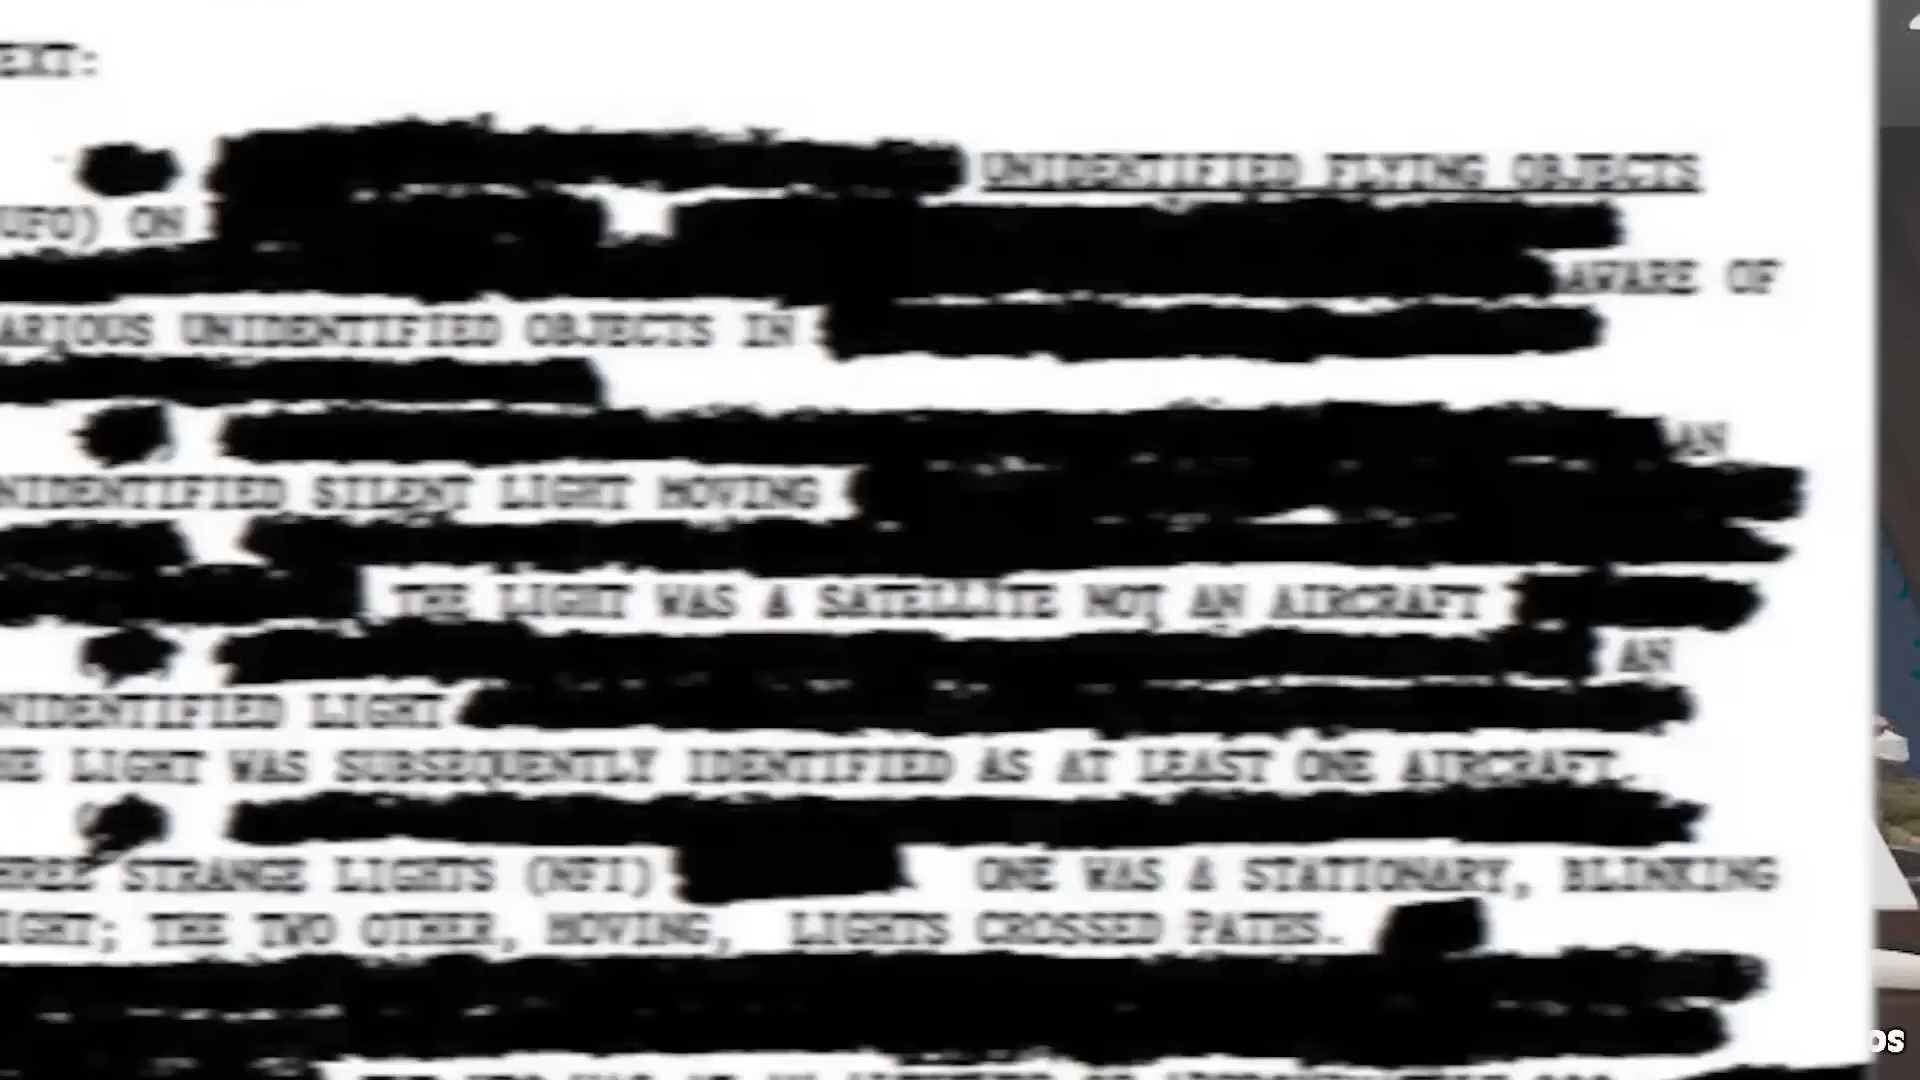 EXT:
UNIDENTIFIED FLYING OBJECTS
UFO) ON
AWARE OF
ARIOUS UNIDENTIFIED OBJECTS IN
AN
NIDENTIFIED SILENT LIGHT MOVING
THE LIGHT WAS A SATELLITE NOT AN AIRCRAFT
AN
NIDENTIFIED LIGHT
HE LIGHT WAS SUBSEQUENTLY IDENTIFIED AS AT LEAST ONE AIRCRAFT.
HREE STRANGE LIGHTS (NFI) ONE WAS A STATIONARY, BLINKING
IGHT; THE TWO OTHER, MOVING, LIGHTS CROSSED PATHS.
OS